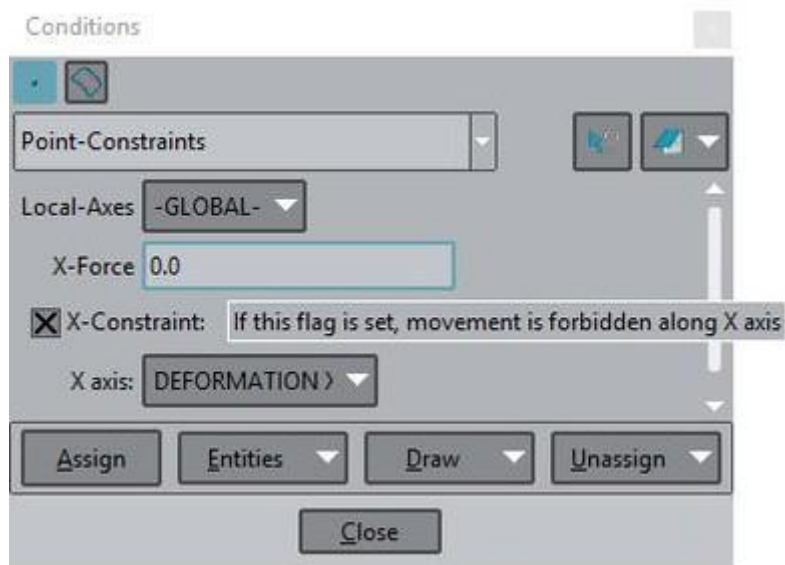 Conditions
Point-Constraints
Local-Axes -GLOBAL-
X-Force 0.0
X-Constraint: If this flag is set, movement is forbidden along X axis
X axis: DEFORMATION X
Assign Entities Draw Unassign
Close